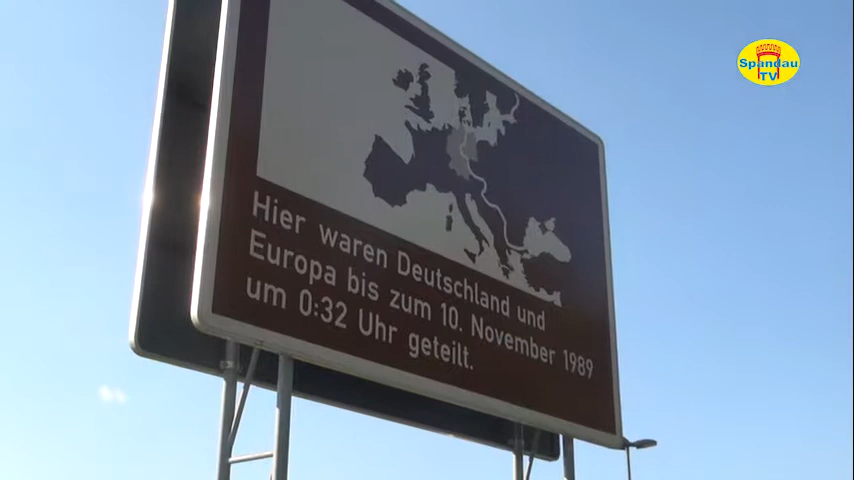 Spandau
TV
Hier waren Deutschland und
Europa bis zum 10. November 1989
um 0:32 Uhr geteilt.